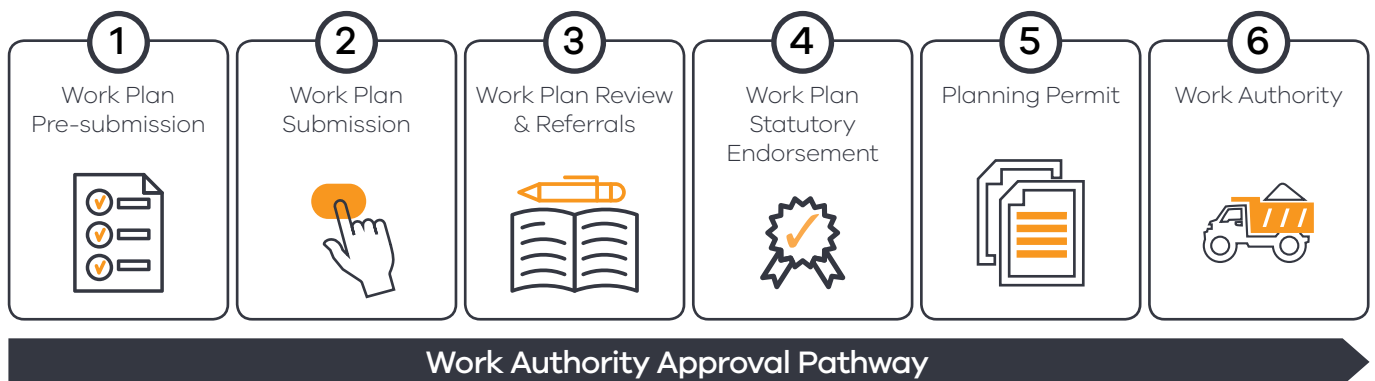 1
Work Plan
Pre-submission
2
Work Plan
Submission
3
Work Plan Review
& Referrals
4
Work Plan
Statutory
Endorsement
5
Planning Permit
6
Work Authority
Work Authority Approval Pathway